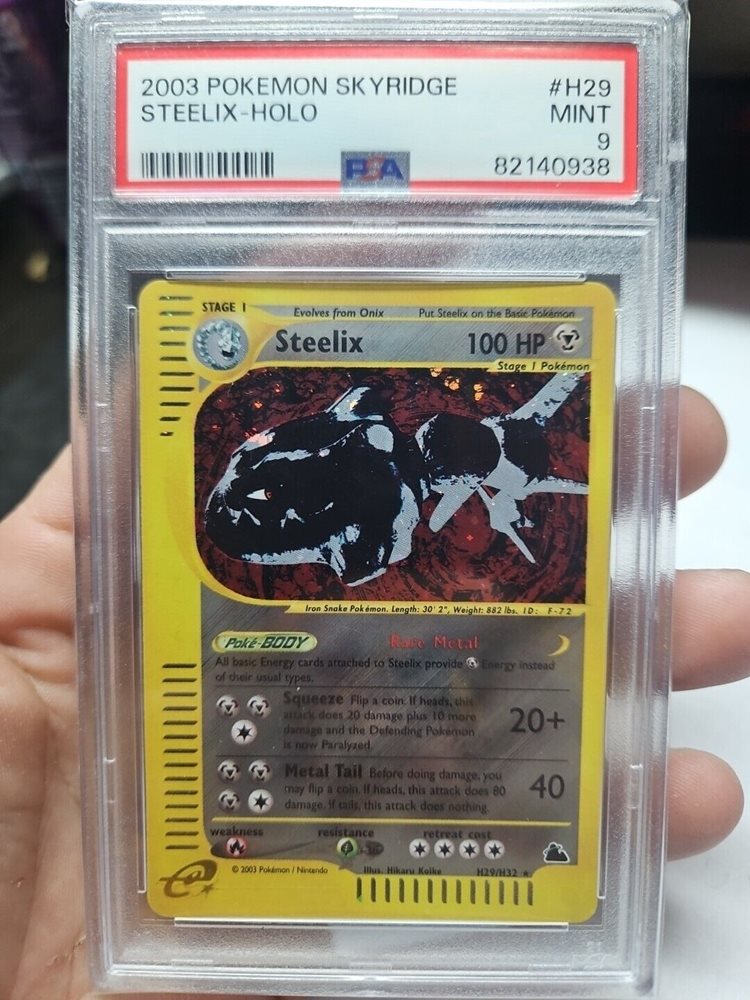 2003 POKEMON SKYRIDGE #H29
STEELIX-HOLO MINT
9
PSA 82140938
STAGE 1 Evolves from Onix Put Steelix on the Basic Pokémon
Steelix 100 HP
Stage 1 Pokémon
Iron Snake Pokémon. Length: 30' 2", Weight: 882 lbs. ID: F-72
Poké-BODY Rare Metal
All basic Energy cards attached to Steelix provide Energy instead
of their usual types.
Squeeze Flip a coin. If heads, this
attack does 20 damage plus 10 more
damage and the Defending Pokémon
is now Paralyzed.
20+
Metal Tail Before doing damage, you
may flip a coin. If heads, this attack does 80
damage. If tails, this attack does nothing.
40
weakness resistance retreat cost
-30
© 2003 Pokémon / Nintendo Illus. Hikaru Koike H29/H32